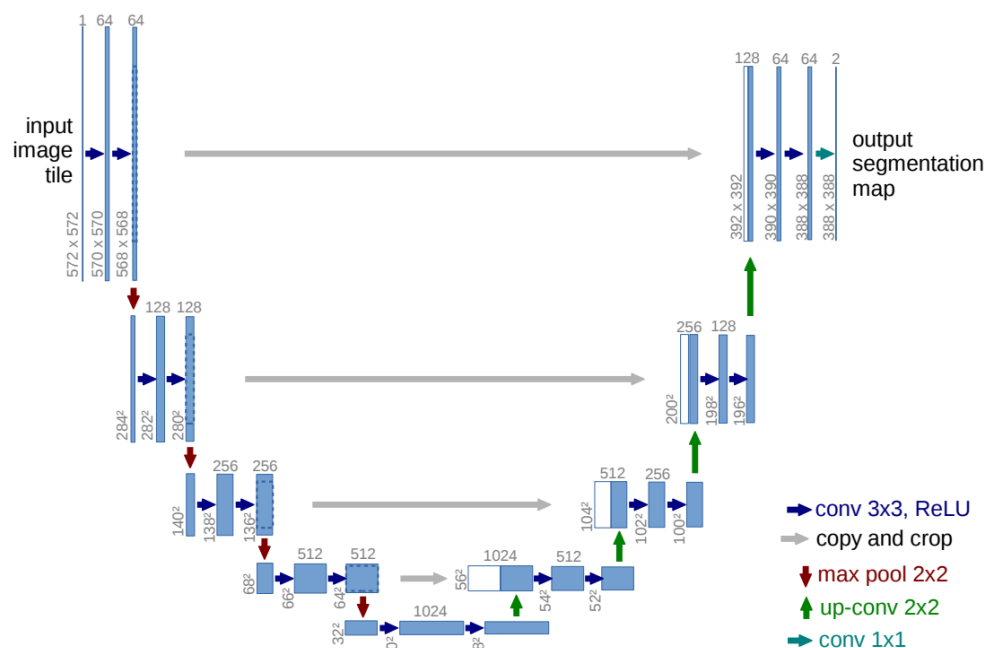 1 64 64
128
64
64
2
input
image
tile
output
segmentation
map
572 x 572
570 x 570
568 x 568
392 x 392
390 x 390
388 x 388
388 x 388
128 128
256 128
284²
282²
280²
200²
198²
196²
256 256
512 256
140²
138²
136²
104²
102²
100²
512 512
1024 512
68²
66²
64²
56²
54²
52²
1024
32²
conv 3x3, ReLU
copy and crop
max pool 2x2
up-conv 2x2
conv 1x1